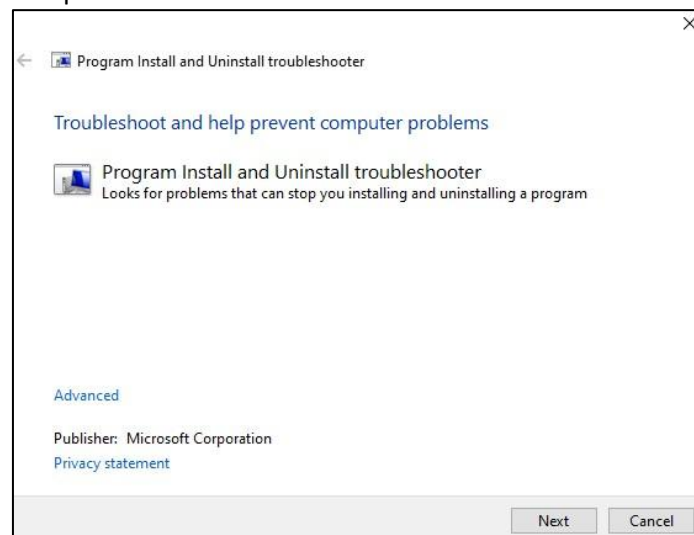 Program Install and Uninstall troubleshooter
Troubleshoot and help prevent computer problems
Program Install and Uninstall troubleshooter
Looks for problems that can stop you installing and uninstalling a program
Advanced
Publisher: Microsoft Corporation
Privacy statement
Next Cancel